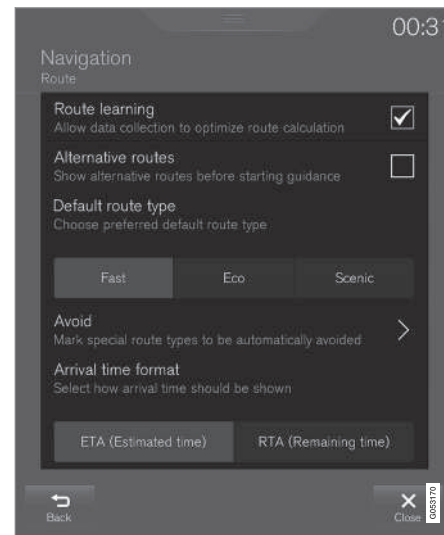 00:31
Navigation
Route
Route learning
Allow data collection to optimize route calculation
Alternative routes
Show alternative routes before starting guidance
Default route type
Choose preferred default route type
Fast
Eco
Scenic
Avoid
Mark special route types to be automatically avoided
Arrival time format
Select how arrival time should be shown
ETA (Estimated time)
RTA (Remaining time)
Back
Close
G053170